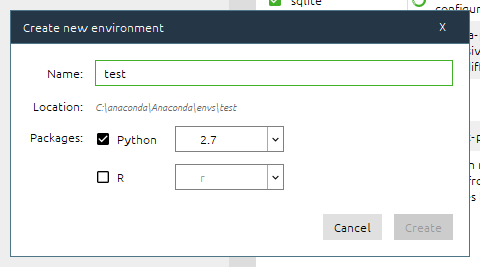 sqlite
configur
Create new environment X
Name: test
Location: C:\anaconda\Anaconda\envs\test
Packages: Python 2.7
R r
Cancel Create